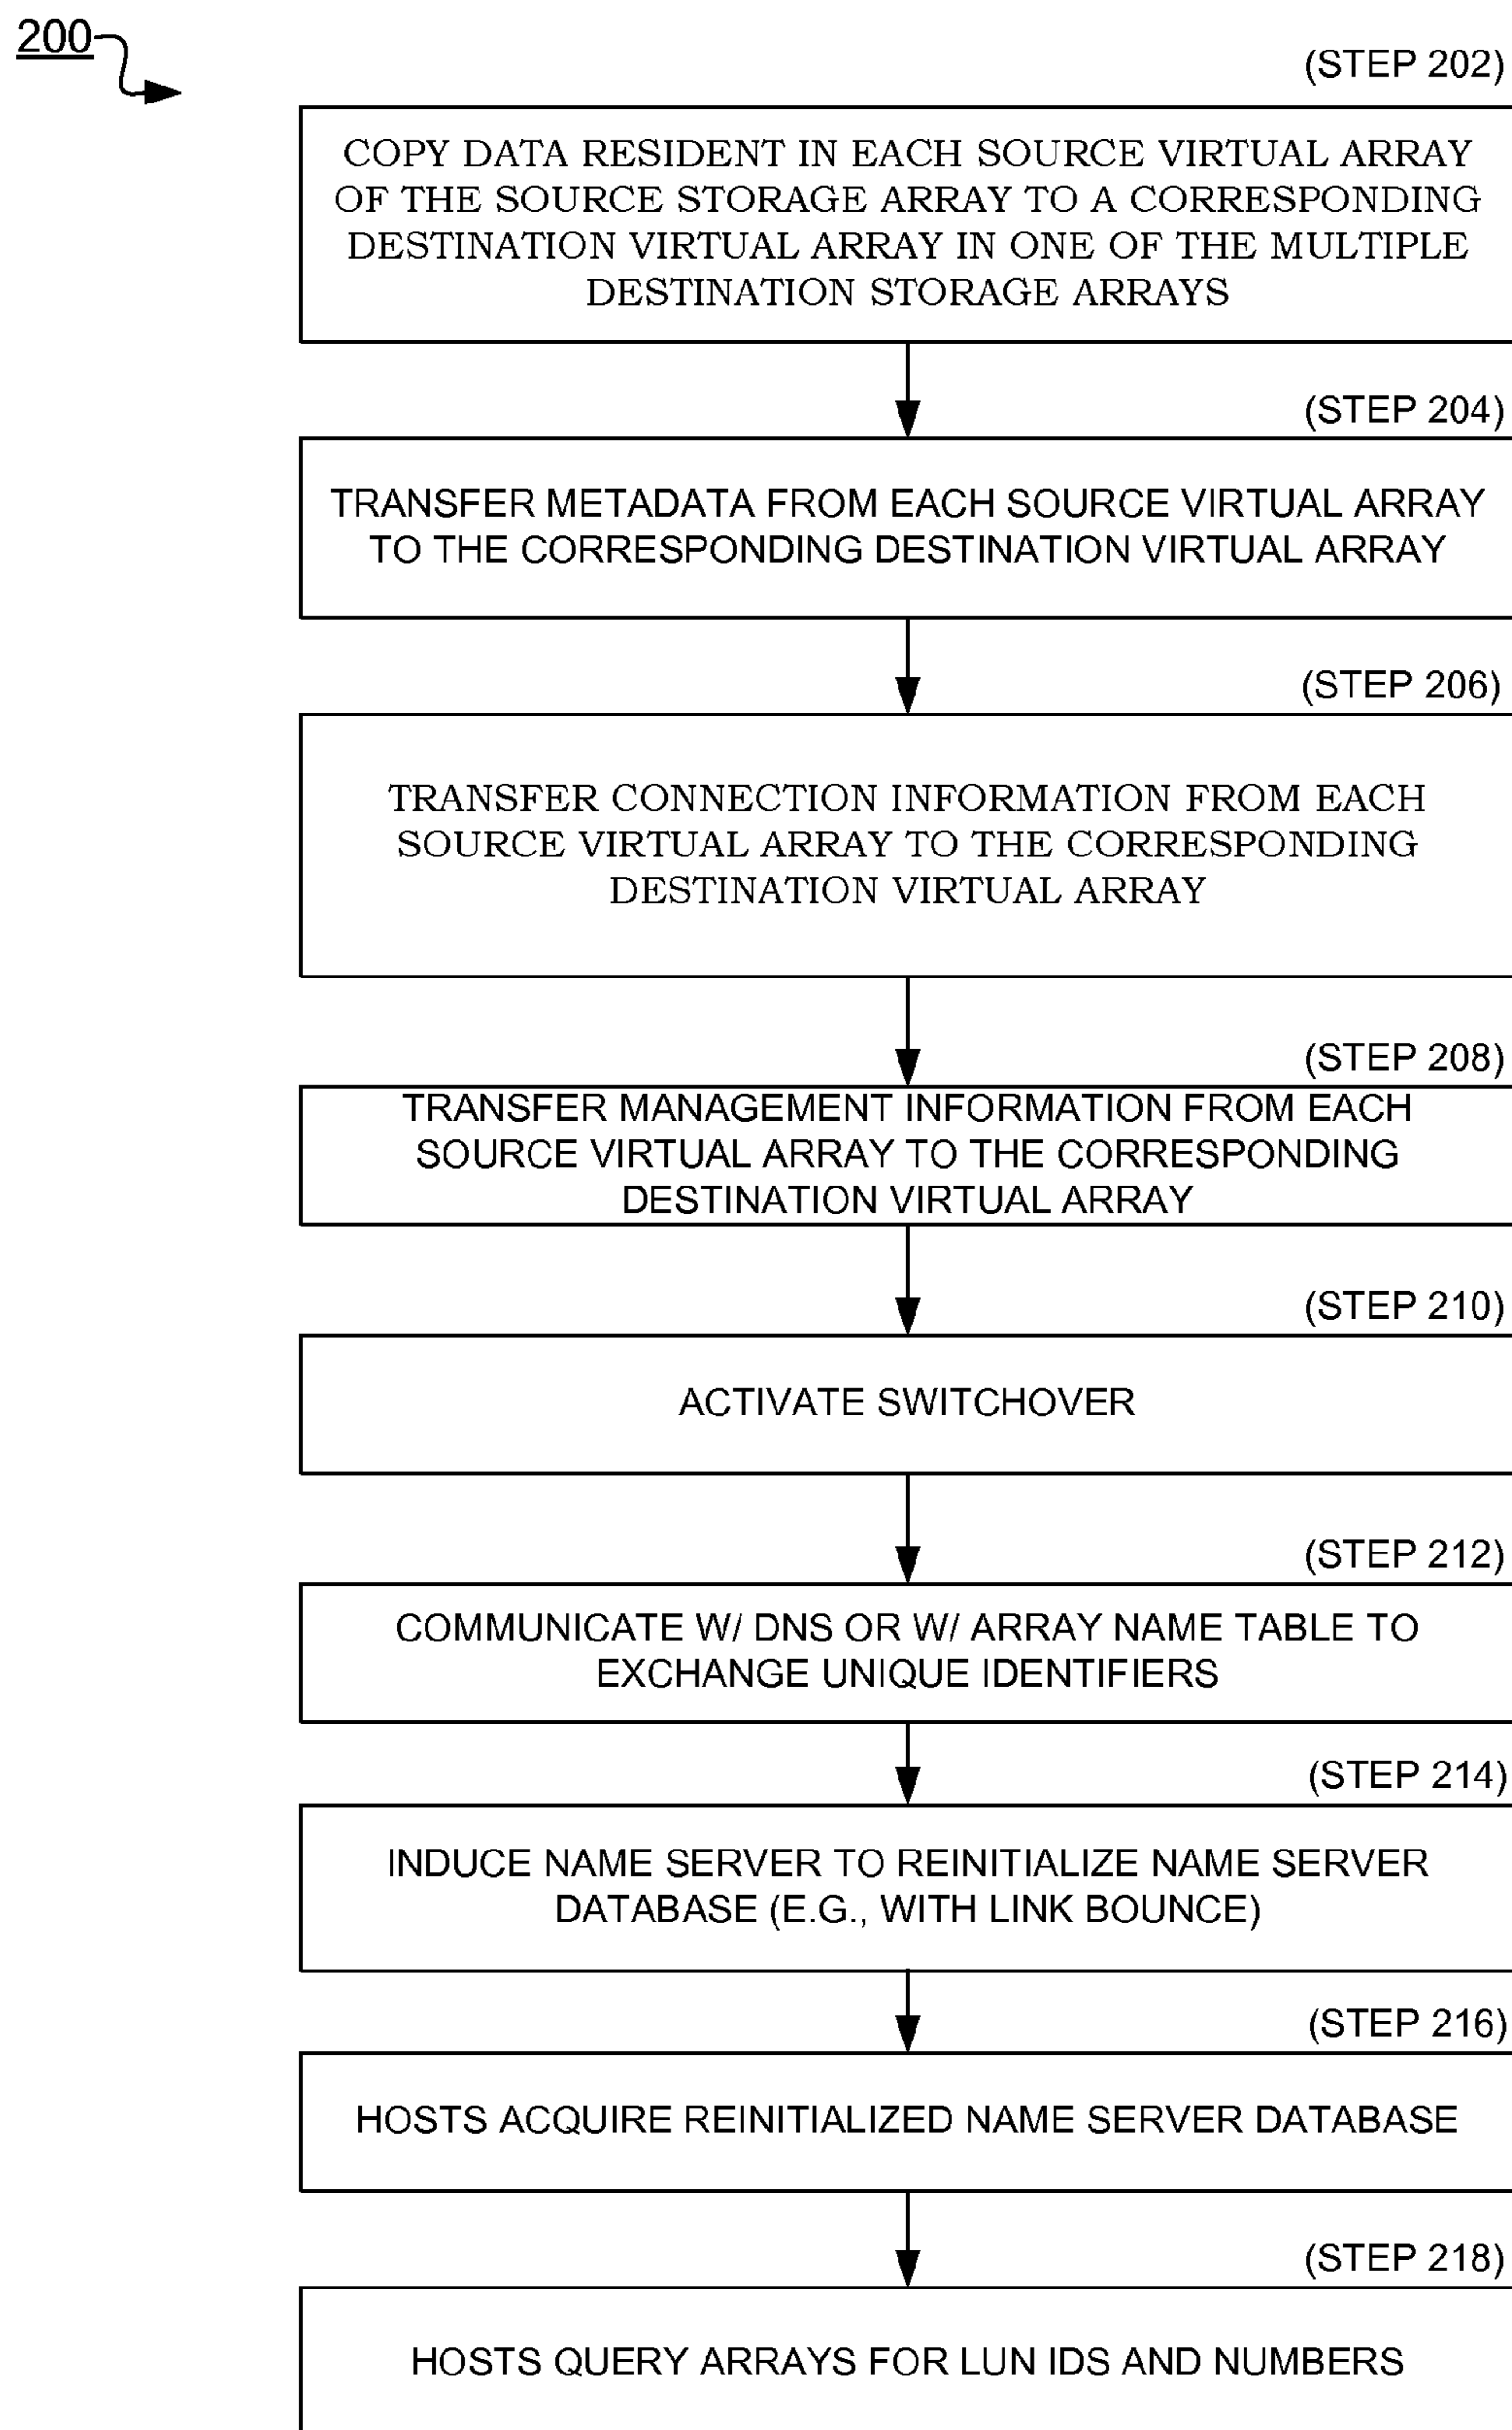 200
(STEP 202)
COPY DATA RESIDENT IN EACH SOURCE VIRTUAL ARRAY
OF THE SOURCE STORAGE ARRAY TO A CORRESPONDING
DESTINATION VIRTUAL ARRAY IN ONE OF THE MULTIPLE
DESTINATION STORAGE ARRAYS
(STEP 204)
TRANSFER METADATA FROM EACH SOURCE VIRTUAL ARRAY
TO THE CORRESPONDING DESTINATION VIRTUAL ARRAY
(STEP 206)
TRANSFER CONNECTION INFORMATION FROM EACH
SOURCE VIRTUAL ARRAY TO THE CORRESPONDING
DESTINATION VIRTUAL ARRAY
(STEP 208)
TRANSFER MANAGEMENT INFORMATION FROM EACH
SOURCE VIRTUAL ARRAY TO THE CORRESPONDING
DESTINATION VIRTUAL ARRAY
(STEP 210)
ACTIVATE SWITCHOVER
(STEP 212)
COMMUNICATE W/ DNS OR W/ ARRAY NAME TABLE TO
EXCHANGE UNIQUE IDENTIFIERS
(STEP 214)
INDUCE NAME SERVER TO REINITIALIZE NAME SERVER
DATABASE (E.G., WITH LINK BOUNCE)
(STEP 216)
HOSTS ACQUIRE REINITIALIZED NAME SERVER DATABASE
(STEP 218)
HOSTS QUERY ARRAYS FOR LUN IDS AND NUMBERS